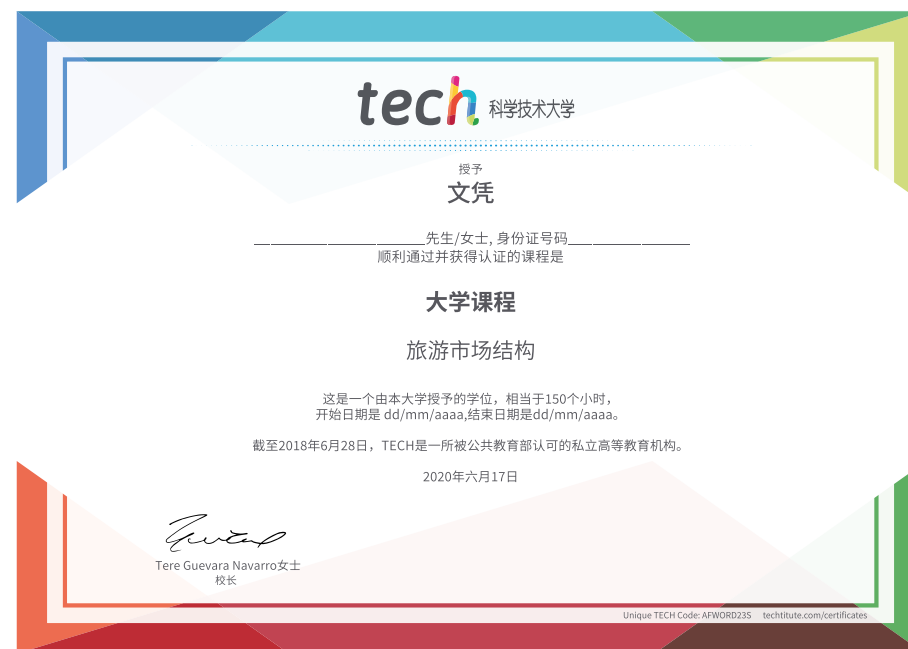 tech 科学技术大学
授予
文凭
________________________先生/女士, 身份证号码_________________
顺利通过并获得认证的课程是
大学课程
旅游市场结构
这是一个由本大学授予的学位，相当于150个小时，
开始日期是 dd/mm/aaaa,结束日期是dd/mm/aaaa。
截至2018年6月28日，TECH是一所被公共教育部认可的私立高等教育机构。
2020年六月17日
Tere Guevara Navarro女士
校长
Unique TECH Code: AFWORD23S techtitute.com/certificates